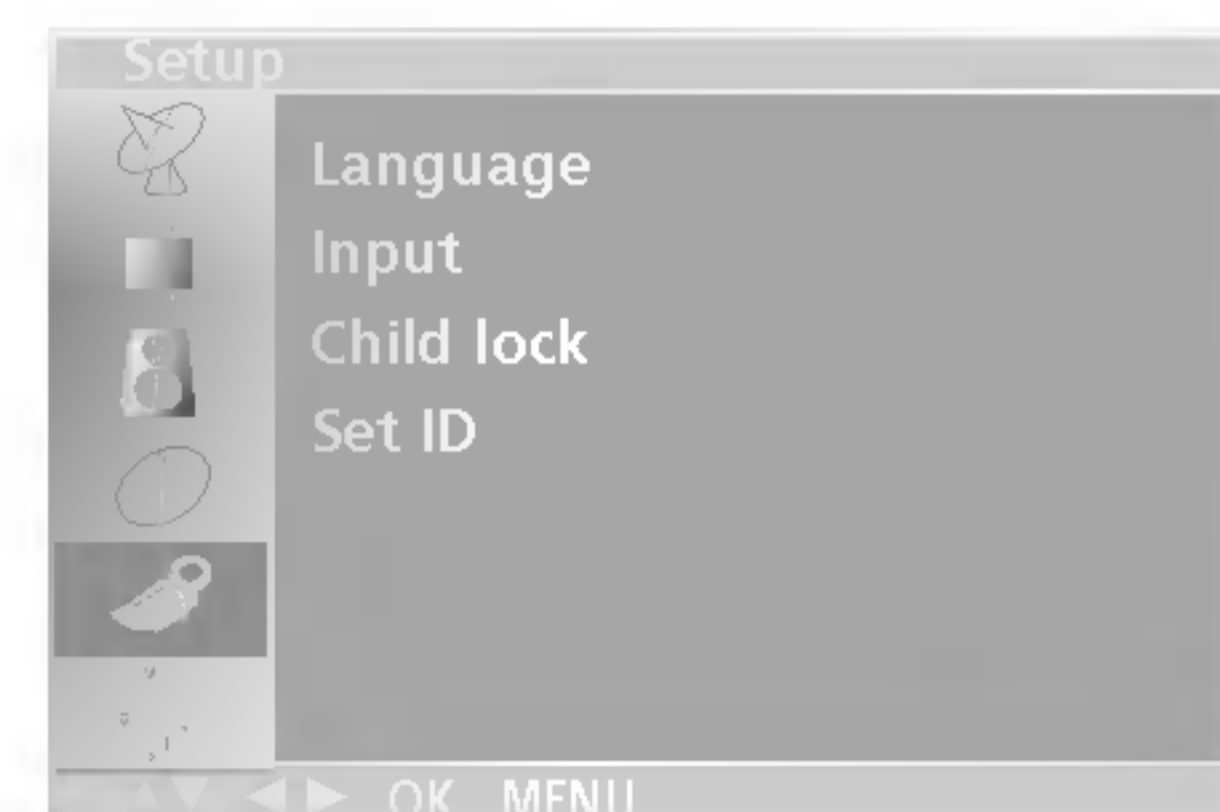 Setup
Language
Input
Child lock
Set ID
▲▼ ◀▶ OK MENU